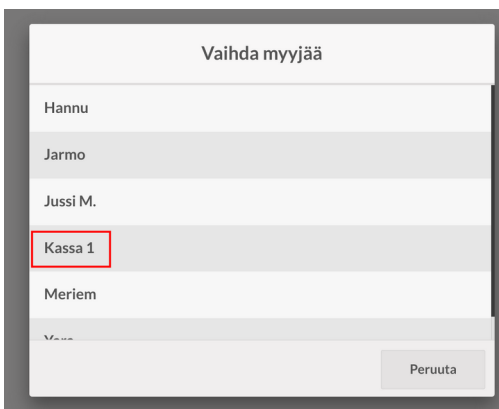 Vaihda myyjää
Hannu
Jarmo
Jussi M.
Kassa 1
Meriem
Peruuta